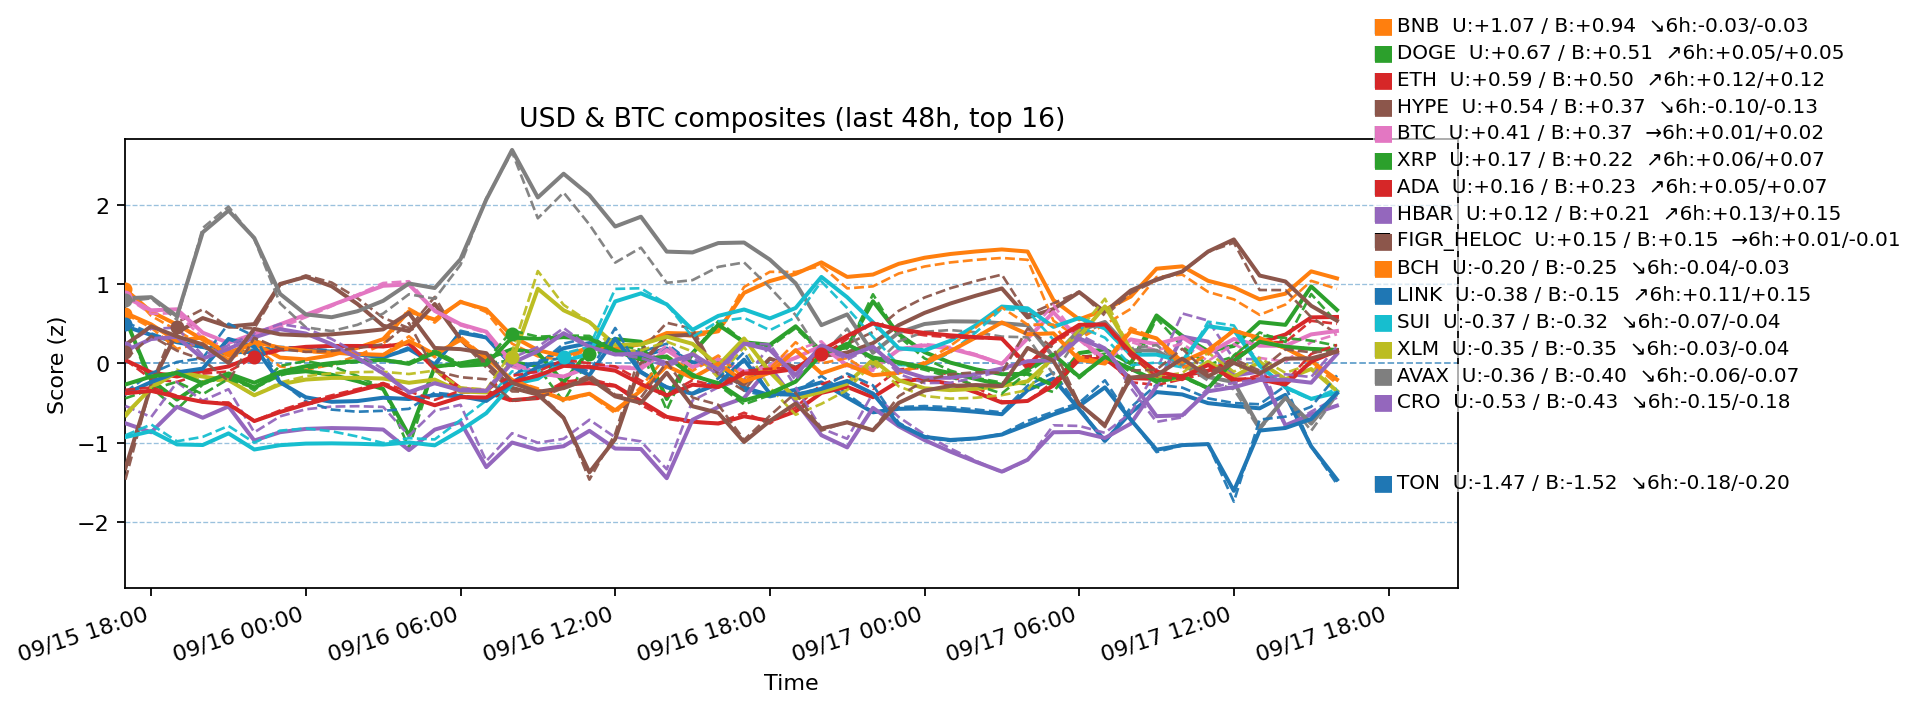 BNB  U:+1.07 / B:+0.94  ↘6h:-0.03/-0.03
DOGE  U:+0.67 / B:+0.51  ↗6h:+0.05/+0.05
ETH  U:+0.59 / B:+0.50  ↗6h:+0.12/+0.12
HYPE  U:+0.54 / B:+0.37  ↘6h:-0.10/-0.13
BTC  U:+0.41 / B:+0.37  →6h:+0.01/+0.02
XRP  U:+0.17 / B:+0.22  ↗6h:+0.06/+0.07
ADA  U:+0.16 / B:+0.23  ↗6h:+0.05/+0.07
HBAR  U:+0.12 / B:+0.21  ↗6h:+0.13/+0.15
FIGR_HELOC  U:+0.15 / B:+0.15  →6h:+0.01/-0.01
BCH  U:-0.20 / B:-0.25  ↘6h:-0.04/-0.03
LINK  U:-0.38 / B:-0.15  ↗6h:+0.11/+0.15
SUI  U:-0.37 / B:-0.32  ↘6h:-0.07/-0.04
XLM  U:-0.35 / B:-0.35  ↘6h:-0.03/-0.04
AVAX  U:-0.36 / B:-0.40  ↘6h:-0.06/-0.07
CRO  U:-0.53 / B:-0.43  ↘6h:-0.15/-0.18
TON  U:-1.47 / B:-1.52  ↘6h:-0.18/-0.20
USD & BTC composites (last 48h, top 16)
Score (z)
2
1
0
−1
−2
09/15 18:00
09/16 00:00
09/16 06:00
09/16 12:00
09/16 18:00
09/17 00:00
09/17 06:00
09/17 12:00
09/17 18:00
Time